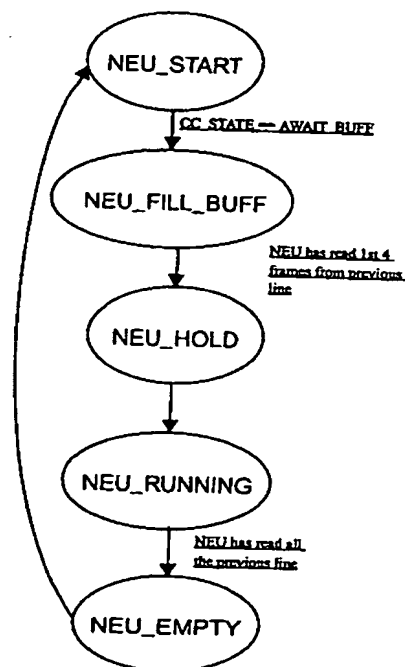 NEU_START
CC_STATE == AWAIT_BUFF
NEU_FILL_BUFF
NEU has read 1st 4
frames from previous
line
NEU_HOLD
NEU_RUNNING
NEU has read all
the previous line
NEU_EMPTY